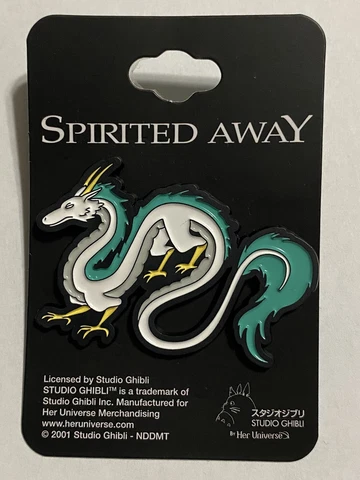 SPIRITED AWAY
Licensed by Studio Ghibli
STUDIO GHIBLI™ is a trademark of
Studio Ghibli Inc. Manufactured for
Her Universe Merchandising
www.heruniverse.com
© 2001 Studio Ghibli - NDDMT
スタジオジブリ
STUDIO GHIBLI
BY Her Universe